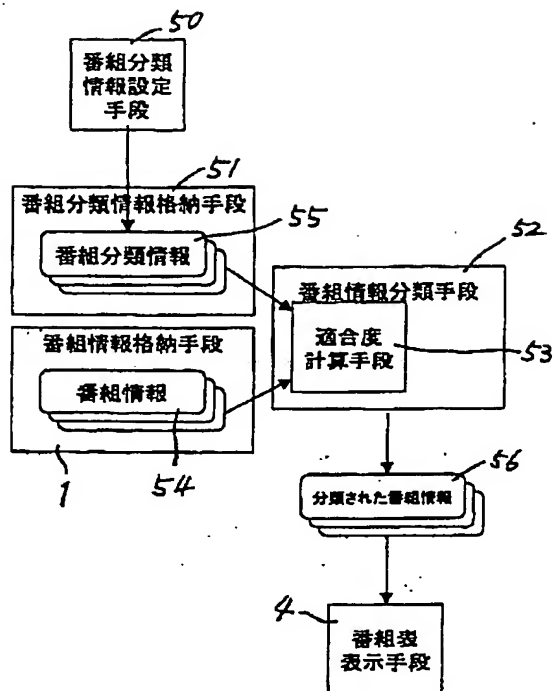 50
番組分類
情報設定
手段
51
番組分類情報格納手段
55
番組分類情報
52
番組情報分類手段
適合度
計算手段
53
番組情報格納手段
番組情報
1
54
56
分類された番組情報
4
番組表
表示手段